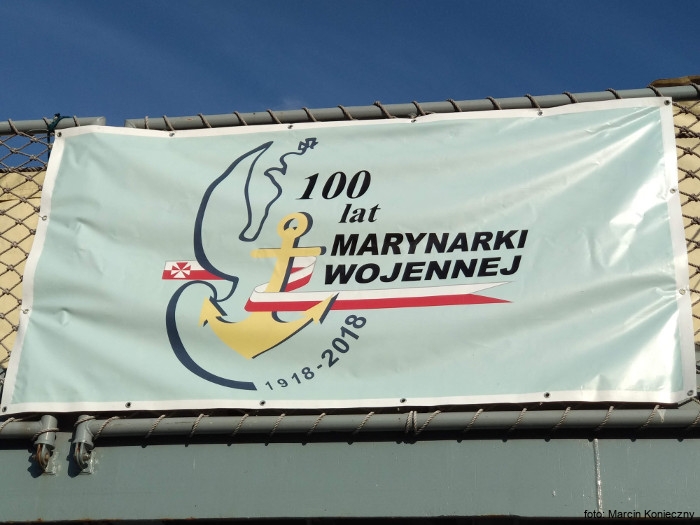 100
lat
MARYNARKI
WOJENNEJ
1918-2018
foto: Marcin Konieczny